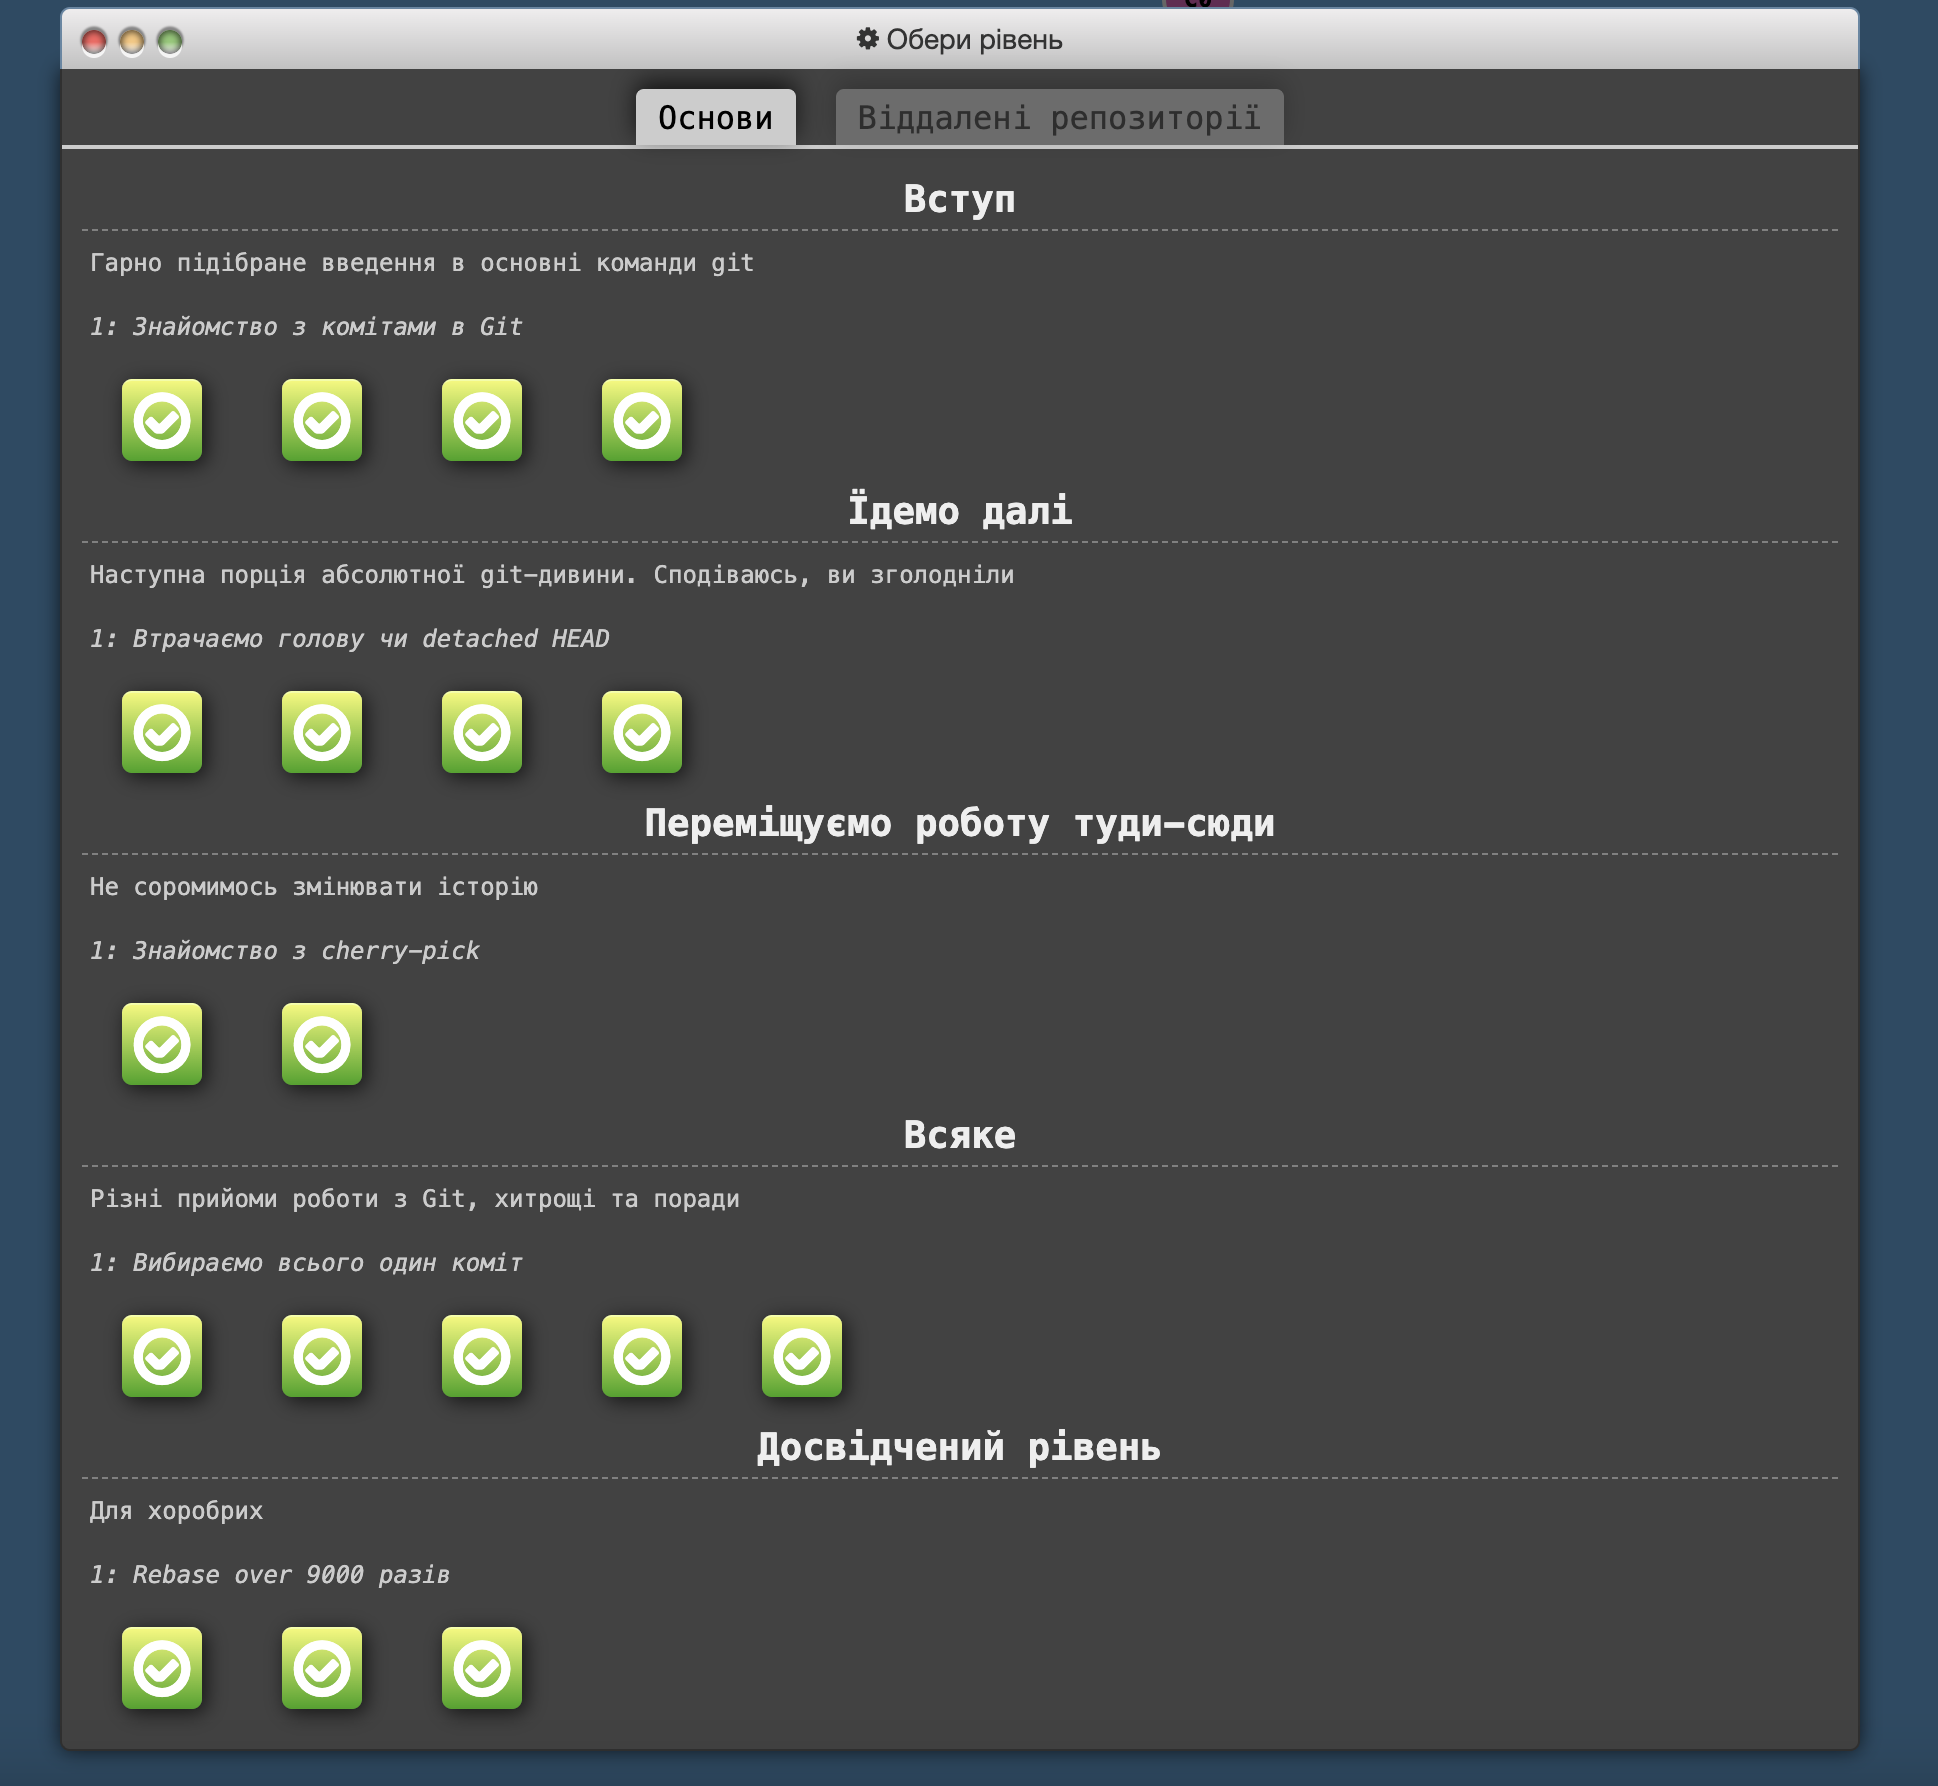 Обери рівень
Основи
Віддалені репозиторії
Вступ
Гарно підібране введення в основні команди git
1: Знайомство з комітами в Git
Їдемо далі
Наступна порція абсолютної git-дивини. Сподіваюсь, ви зголодніли
1: Втрачаємо голову чи detached HEAD
Переміщуємо роботу туди-сюди
Не соромимось змінювати історію
1: Знайомство з cherry-pick
Всяке
Різні прийоми роботи з Git, хитрощі та поради
1: Вибираємо всього один коміт
Досвідчений рівень
Для хоробрих
1: Rebase over 9000 разів